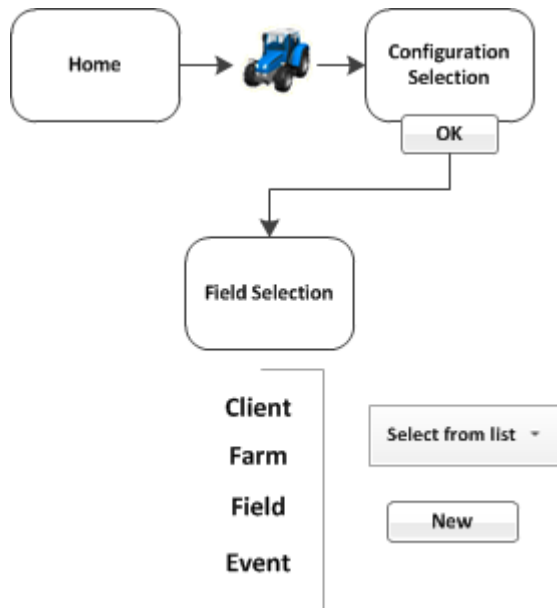 Home
Configuration
Selection
OK
Field Selection
Client
Farm
Field
Event
Select from list
New